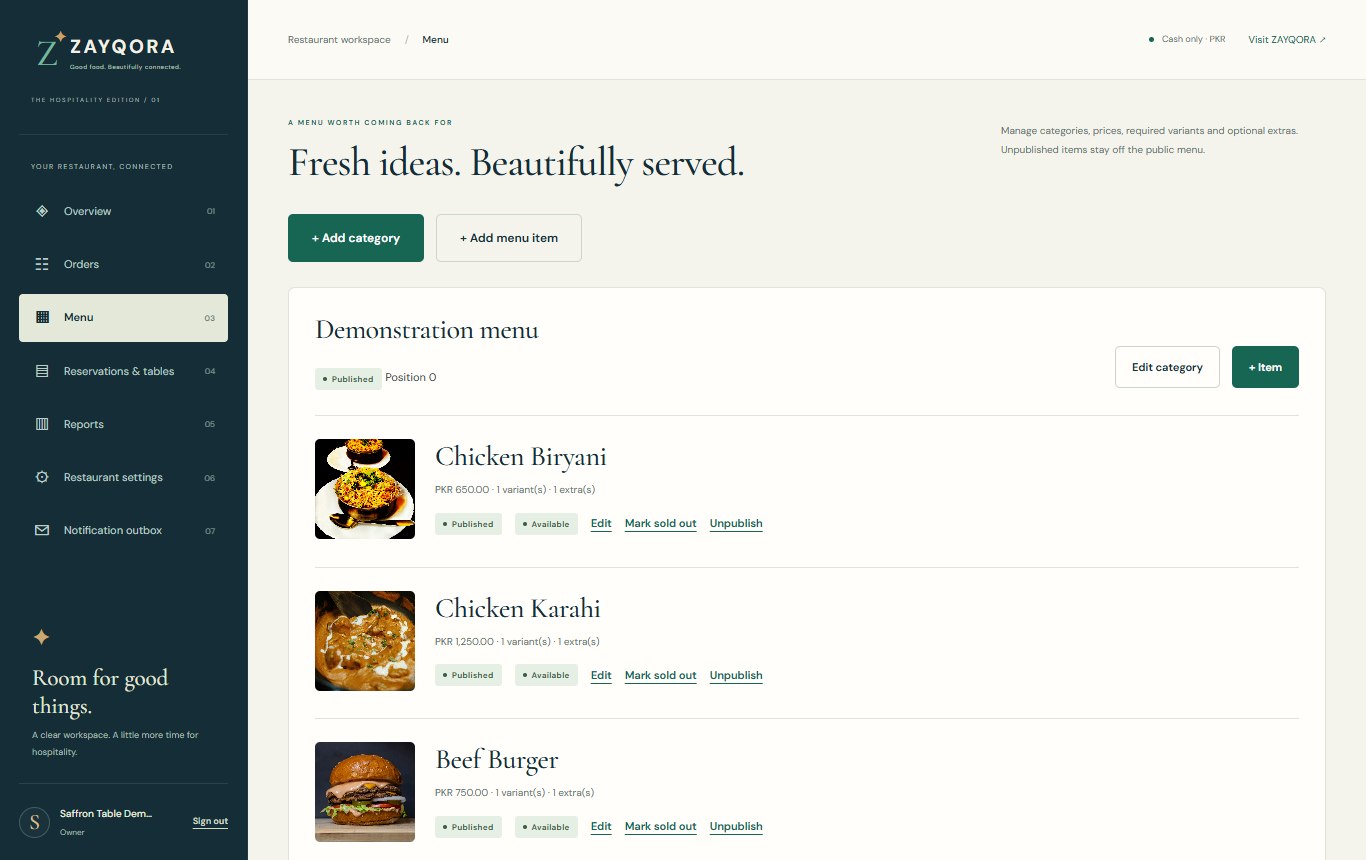 Z ZAYQORA
Good food. Beautifully connected.
THE HOSPITALITY EDITION / 01
YOUR RESTAURANT, CONNECTED
Overview 01
Orders 02
Menu 03
Reservations & tables 04
Reports 05
Restaurant settings 06
Notification outbox 07
Room for good
things.
A clear workspace. A little more time for
hospitality.
S Saffron Table Dem...
Owner
Sign out
Restaurant workspace / Menu
Cash only · PKR
Visit ZAYQORA ↗
A MENU WORTH COMING BACK FOR
Fresh ideas. Beautifully served.
Manage categories, prices, required variants and optional extras.
Unpublished items stay off the public menu.
+ Add category
+ Add menu item
Demonstration menu
Published Position 0
Edit category
+ Item
Chicken Biryani
PKR 650.00 · 1 variant(s) · 1 extra(s)
Published Available Edit Mark sold out Unpublish
Chicken Karahi
PKR 1,250.00 · 1 variant(s) · 1 extra(s)
Published Available Edit Mark sold out Unpublish
Beef Burger
PKR 750.00 · 1 variant(s) · 1 extra(s)
Published Available Edit Mark sold out Unpublish